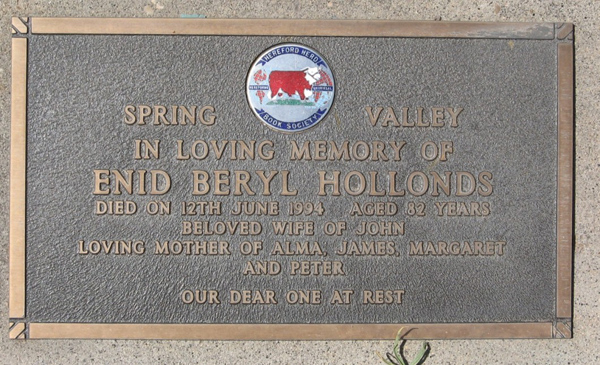 HEREFORD HERD
BOOK SOCIETY
SPRING VALLEY
IN LOVING MEMORY OF
ENID BERYL HOLLONDS
DIED ON 12TH JUNE 1994 AGED 82 YEARS
BELOVED WIFE OF JOHN
LOVING MOTHER OF ALMA, JAMES, MARGARET
AND PETER
OUR DEAR ONE AT REST